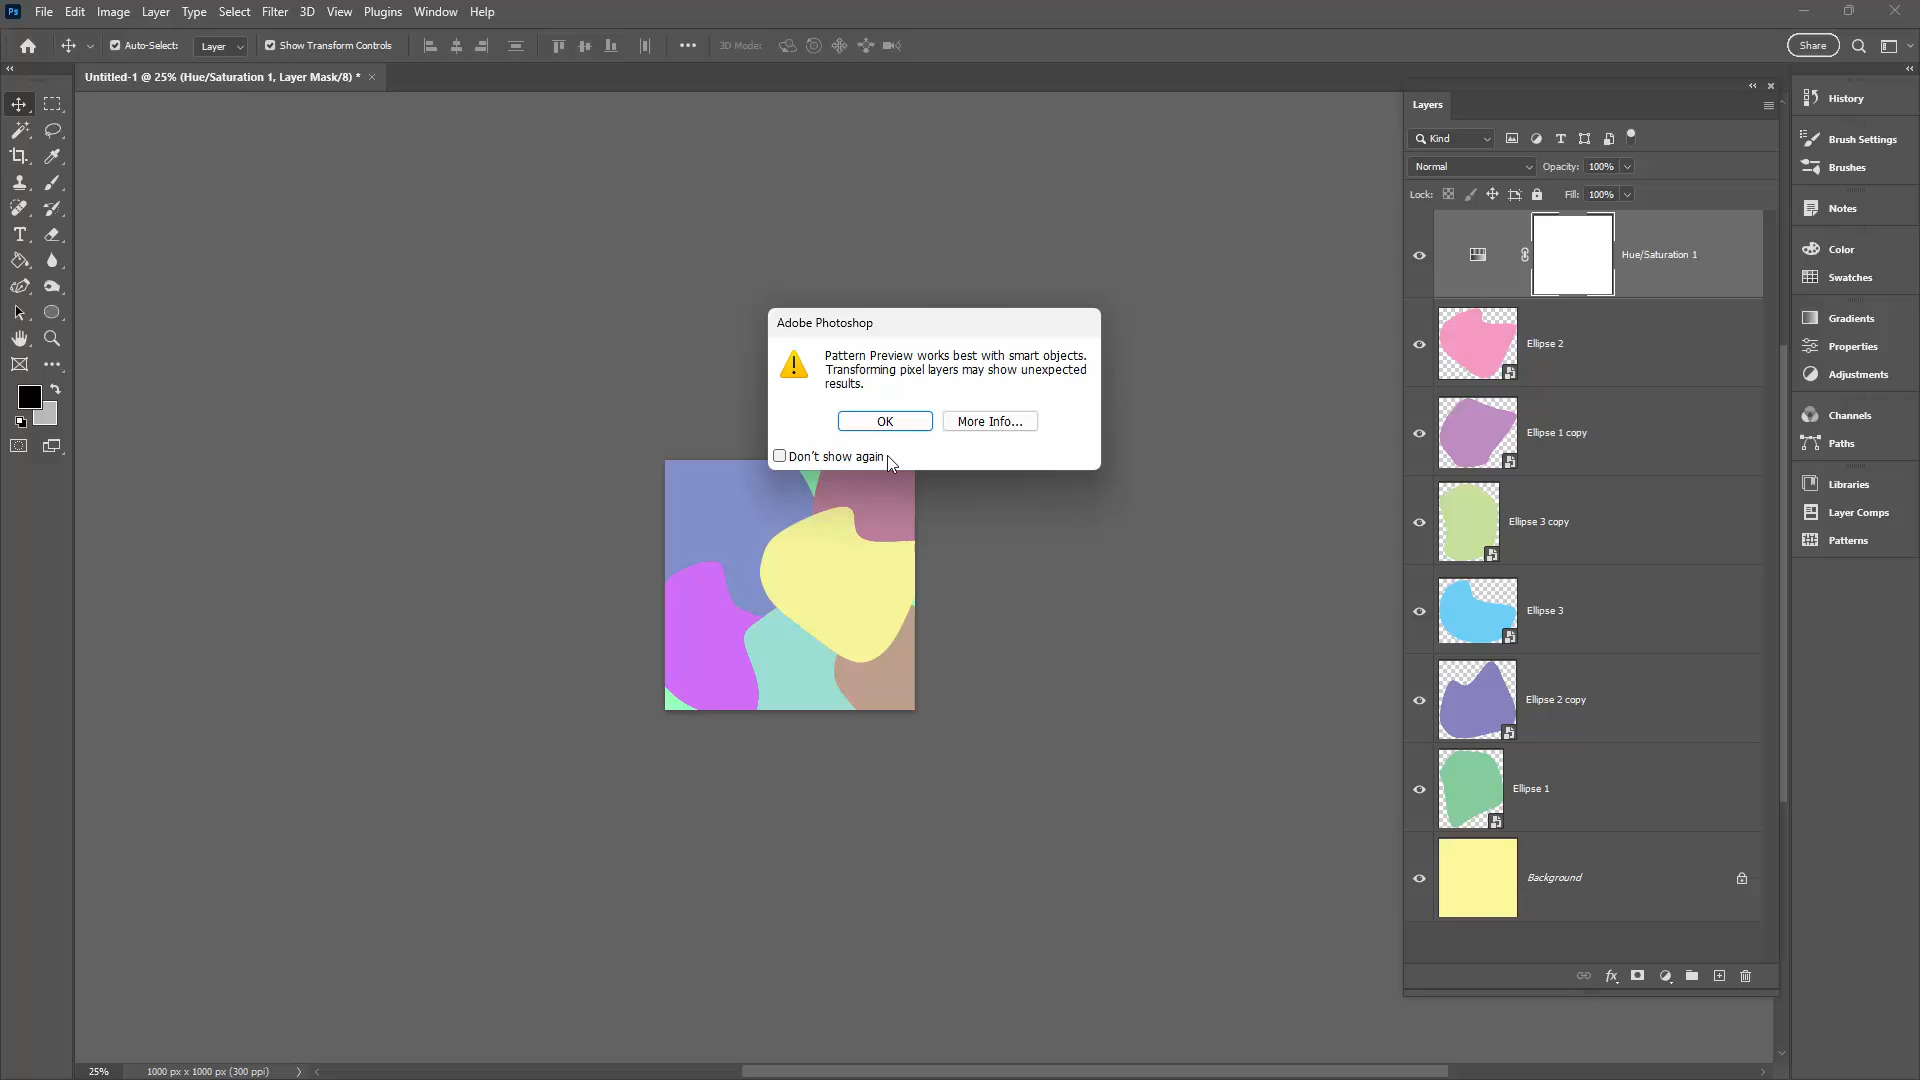 Ps File Edit Image Layer Type Select Filter 3D View Plugins Window Help
Auto-Select: Layer Show Transform Controls 3D Mode: Share
Untitled-1 @ 25% (Hue/Saturation 1, Layer Mask/8) *
Layers
Kind
Normal Opacity: 100%
Lock: Fill: 100%
Hue/Saturation 1
Ellipse 2
Ellipse 1 copy
Ellipse 3 copy
Ellipse 3
Ellipse 2 copy
Ellipse 1
Background
History
Brush Settings
Brushes
Notes
Color
Swatches
Gradients
Properties
Adjustments
Channels
Paths
Libraries
Layer Comps
Patterns
Adobe Photoshop
Pattern Preview works best with smart objects.
Transforming pixel layers may show unexpected
results.
OK More Info...
Don't show again
25% 1000 px x 1000 px (300 ppi)